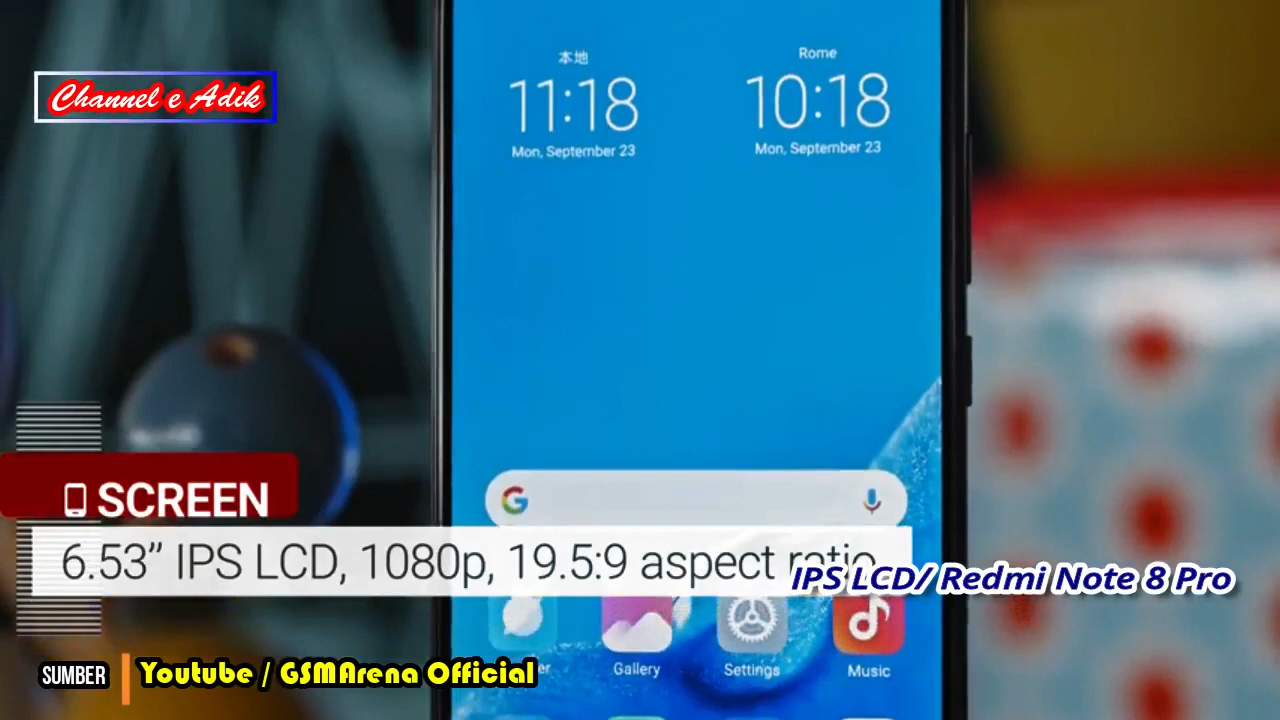 Channel e Adik
本地
11:18
Mon, September 23
Rome
10:18
Mon, September 23
SCREEN
6.53” IPS LCD, 1080p, 19.5:9 aspect ratio
IPS LCD/ Redmi Note 8 Pro
er
Gallery
Settings
Music
SUMBER
Youtube / GSMArena Official